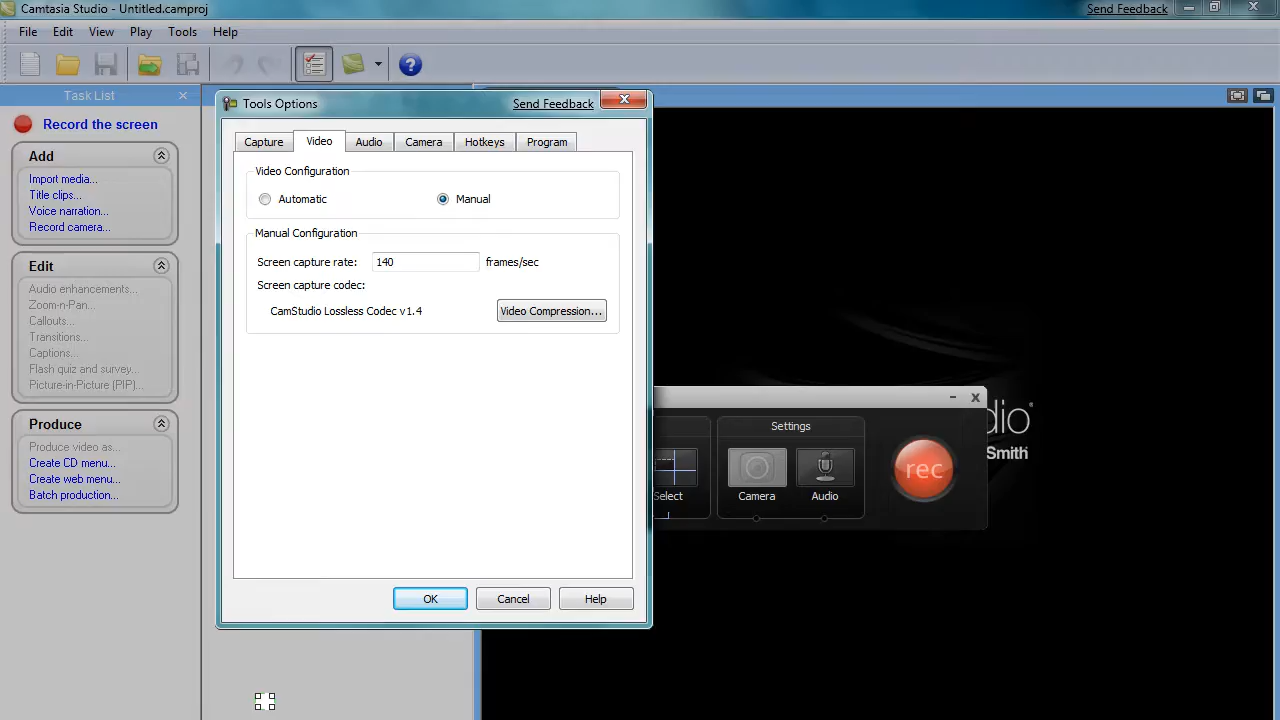 Camtasia Studio - Untitled.camproj
Send Feedback
File Edit View Play Tools Help
Task List
Record the screen
Add
Import media...
Title clips...
Voice narration...
Record camera...
Edit
Audio enhancements...
Zoom-n-Pan...
Callouts...
Transitions...
Captions...
Flash quiz and survey...
Picture-in-Picture (PIP)...
Produce
Produce video as...
Create CD menu...
Create web menu...
Batch production...
Tools Options
Send Feedback
Capture Video Audio Camera Hotkeys Program
Video Configuration
Automatic Manual
Manual Configuration
Screen capture rate: 140 frames/sec
Screen capture codec:
CamStudio Lossless Codec v1.4 Video Compression...
OK Cancel Help
Settings
Select Camera Audio
rec
dio
Smith